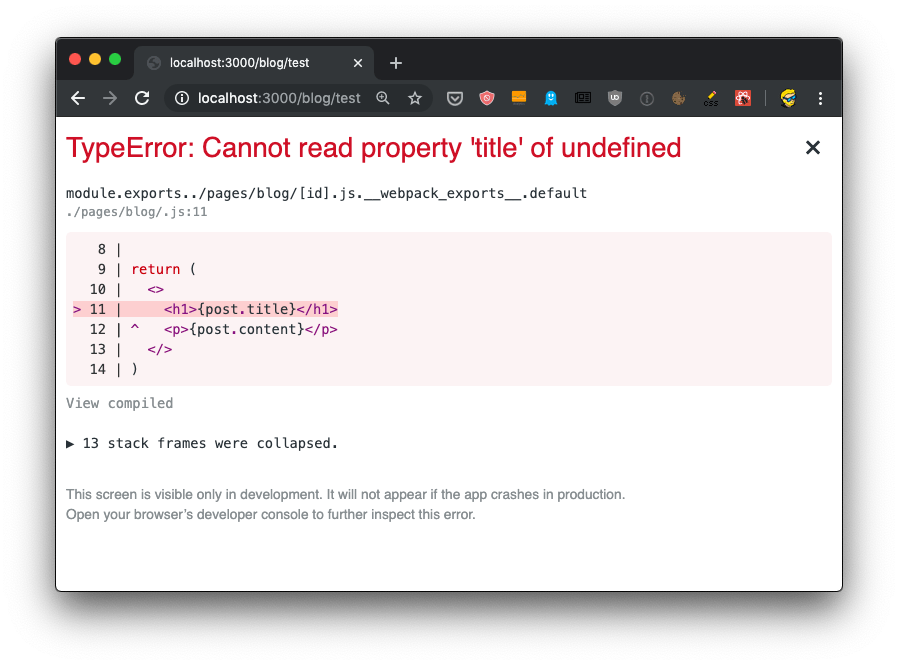 localhost:3000/blog/test
localhost:3000/blog/test
TypeError: Cannot read property 'title' of undefined
module.exports../pages/blog/[id].js.__webpack_exports__.default
./pages/blog/.js:11
8 |
9 | return (
10 |   <>
> 11 |     <h1>{post.title}</h1>
12 | ^   <p>{post.content}</p>
13 |   </>
14 | )
View compiled
▶ 13 stack frames were collapsed.
This screen is visible only in development. It will not appear if the app crashes in production.
Open your browser’s developer console to further inspect this error.